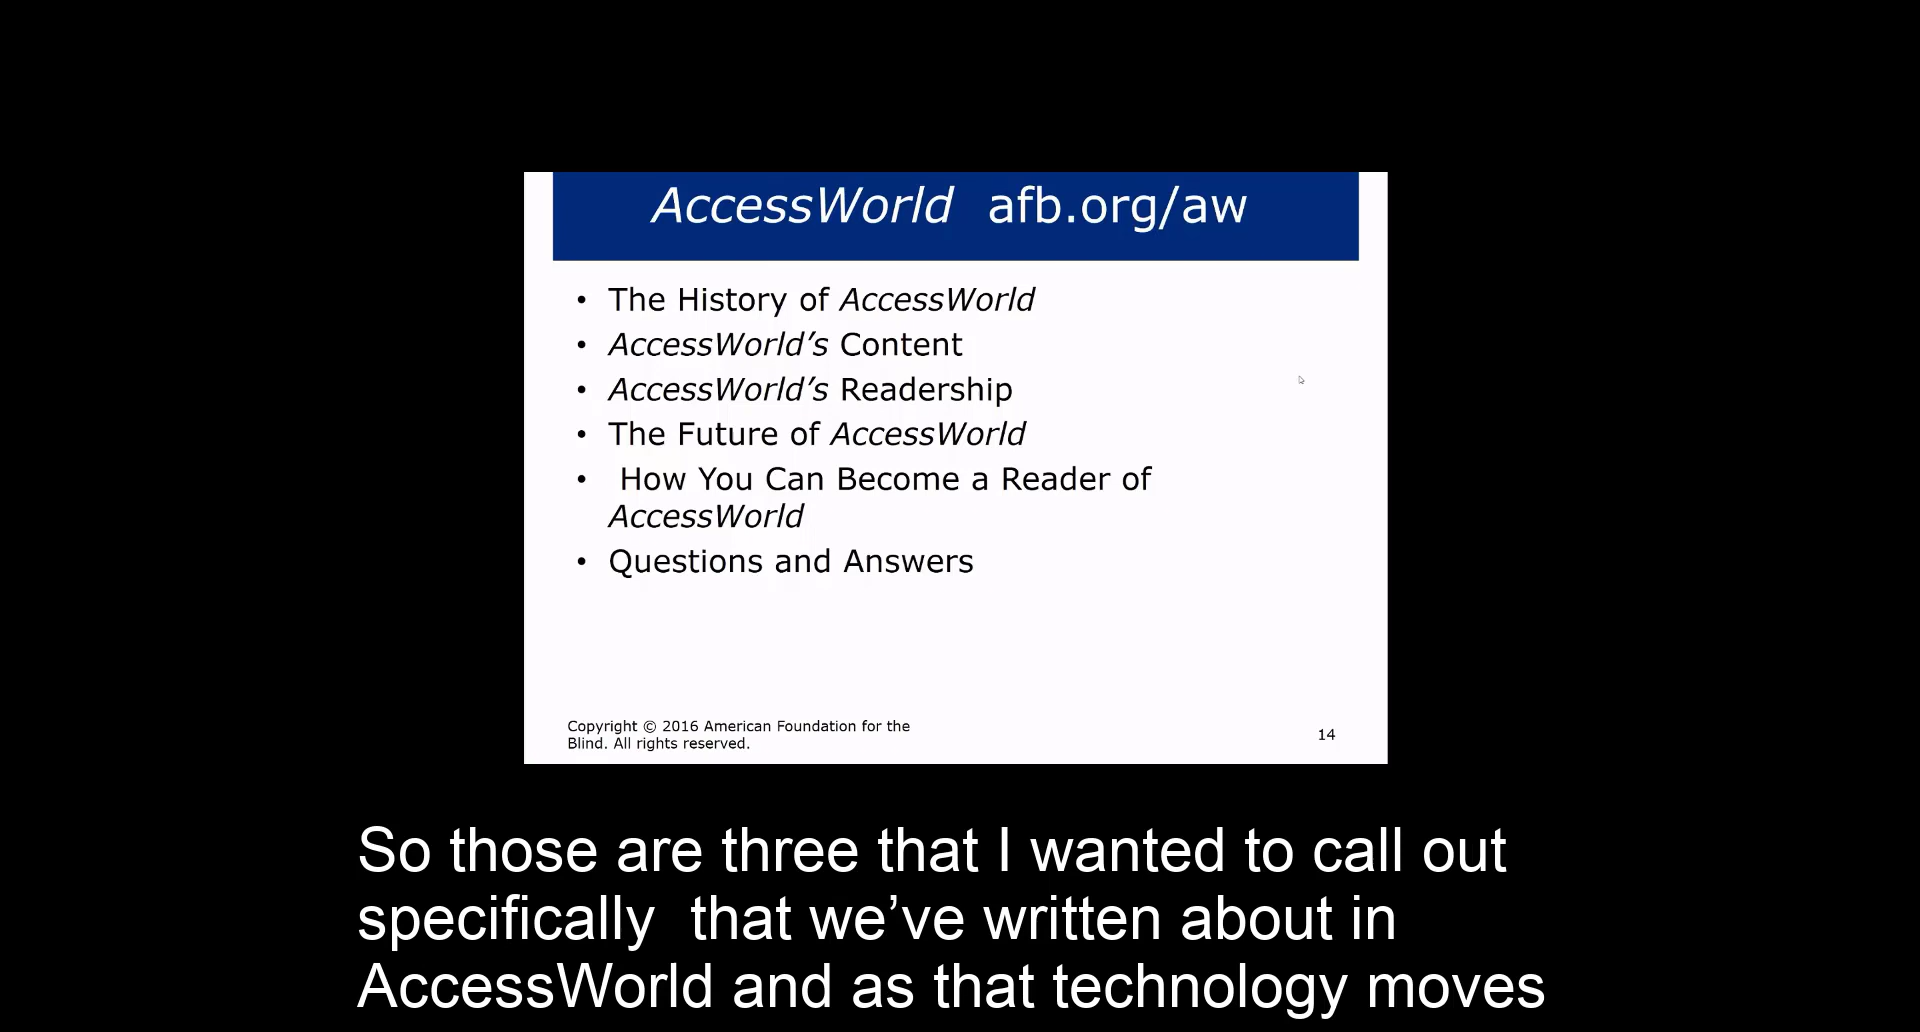 AccessWorld  afb.org/aw
• The History of AccessWorld
• AccessWorld’s Content
• AccessWorld’s Readership
• The Future of AccessWorld
•  How You Can Become a Reader of
AccessWorld
• Questions and Answers
Copyright © 2016 American Foundation for the
Blind. All rights reserved.
14
So those are three that I wanted to call out
specifically  that we’ve written about in
AccessWorld and as that technology moves